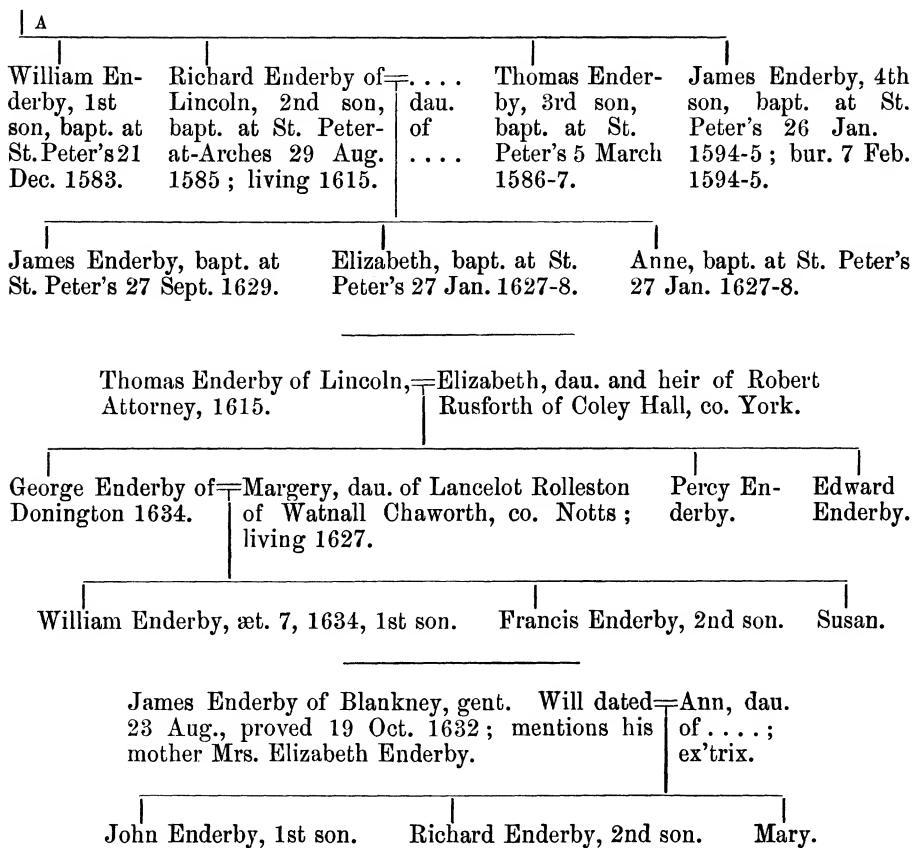 A
William En-
derby, 1st
son, bapt. at
St. Peter's 21
Dec. 1583.
Richard Enderby of
Lincoln, 2nd son,
bapt. at St. Peter-
at-Arches 29 Aug.
1585 ; living 1615.
. . . .
dau.
of
. . . .
Thomas Ender-
by, 3rd son,
bapt. at St.
Peter's 5 March
1586-7.
James Enderby, 4th
son, bapt. at St.
Peter's 26 Jan.
1594-5 ; bur. 7 Feb.
1594-5.
James Enderby, bapt. at
St. Peter's 27 Sept. 1629.
Elizabeth, bapt. at St.
Peter's 27 Jan. 1627-8.
Anne, bapt. at St. Peter's
27 Jan. 1627-8.
Thomas Enderby of Lincoln,
Attorney, 1615.
Elizabeth, dau. and heir of Robert
Rusforth of Coley Hall, co. York.
George Enderby of
Donington 1634.
Margery, dau. of Lancelot Rolleston
of Watnall Chaworth, co. Notts ;
living 1627.
Percy En-
derby.
Edward
Enderby.
William Enderby, æt. 7, 1634, 1st son.
Francis Enderby, 2nd son.
Susan.
James Enderby of Blankney, gent. Will dated
23 Aug., proved 19 Oct. 1632 ; mentions his
mother Mrs. Elizabeth Enderby.
Ann, dau.
of . . . . ;
ex'trix.
John Enderby, 1st son.
Richard Enderby, 2nd son.
Mary.